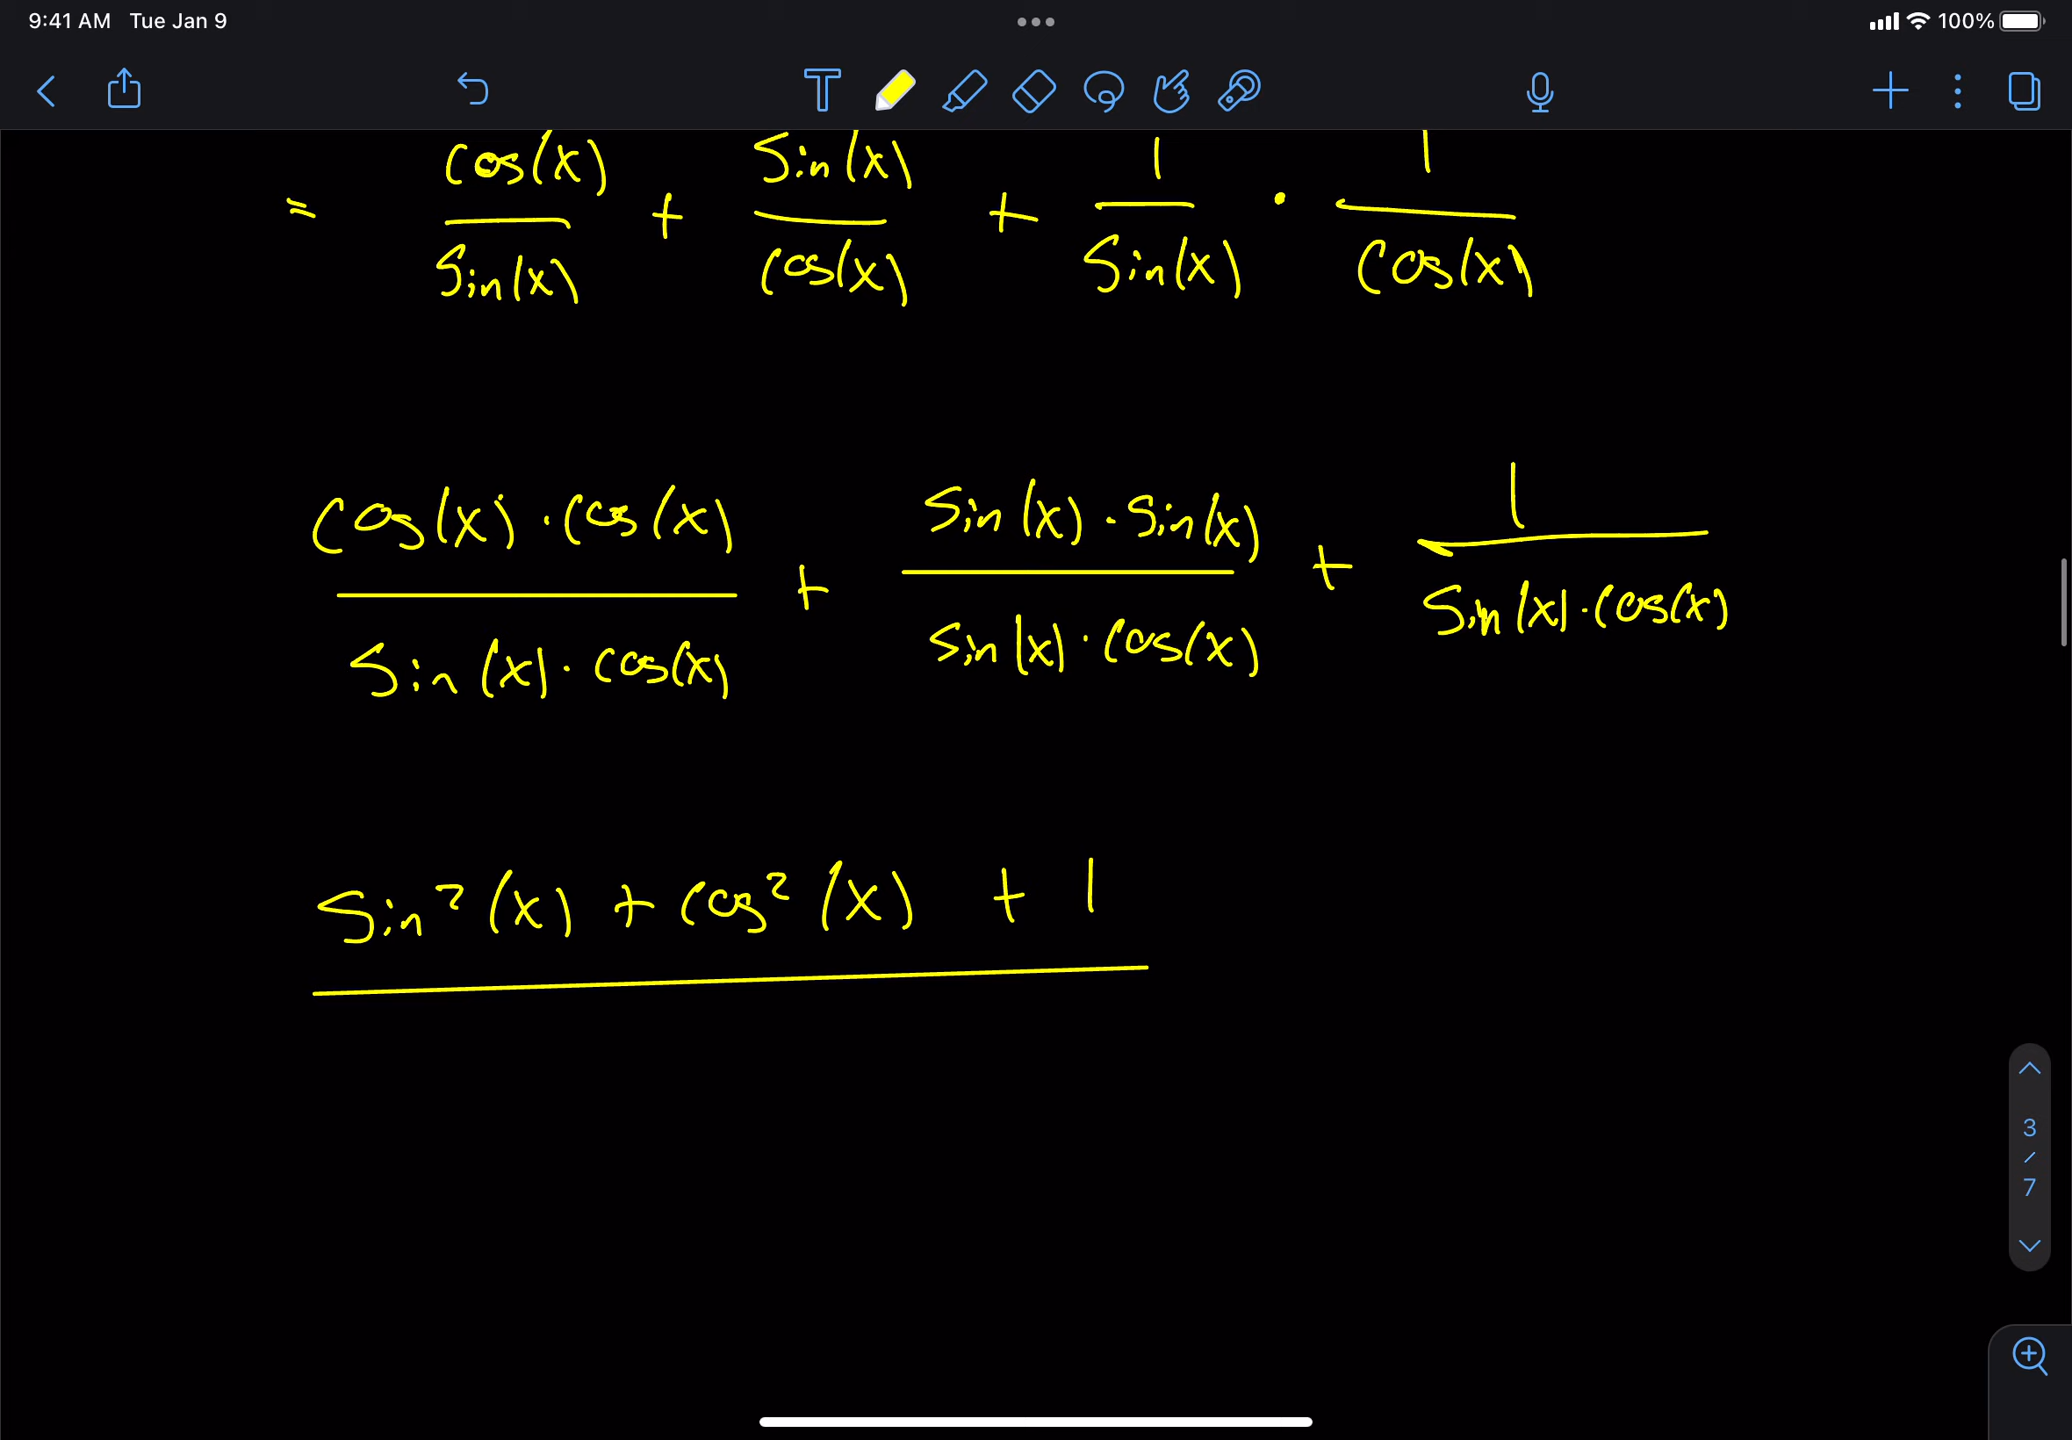 9:41 AM Tue Jan 9 100%
= cos(x)/sin(x) + sin(x)/cos(x) + 1/sin(x) · 1/cos(x)
cos(x) · cos(x)/sin(x) · cos(x) + sin(x) · sin(x)/sin(x) · cos(x) + 1/sin(x) · cos(x)
sin²(x) + cos²(x) + 1
3
/
7